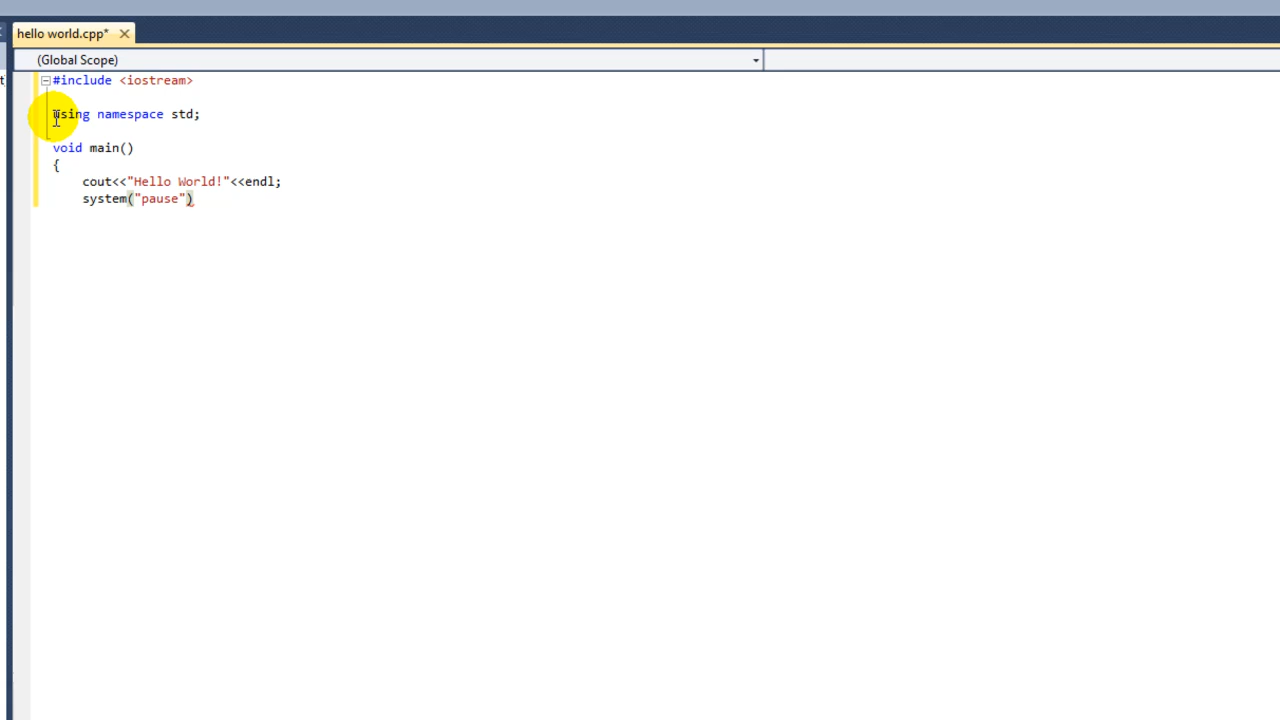 hello world.cpp*
(Global Scope)
#include <iostream>
using namespace std;
void main()
{
cout<<"Hello World!"<<endl;
system("pause")